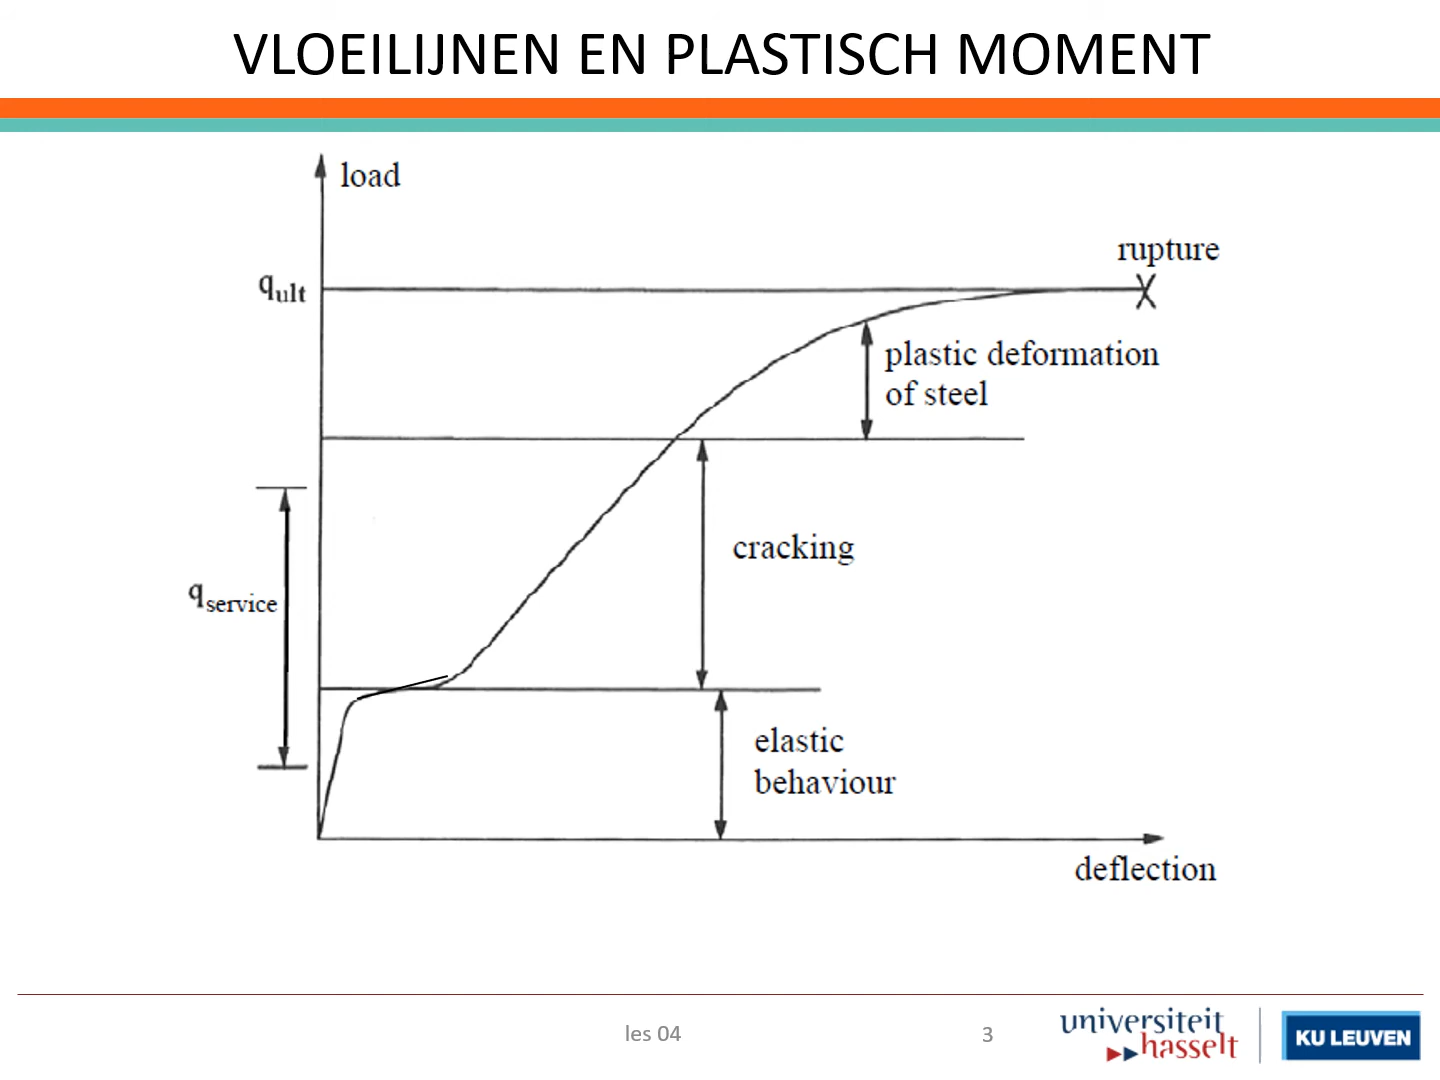 VLOEILIJNEN EN PLASTISCH MOMENT
load
rupture
qult
plastic deformation
of steel
cracking
qservice
elastic
behaviour
deflection
les 04
3
universiteit
hasselt
KU LEUVEN